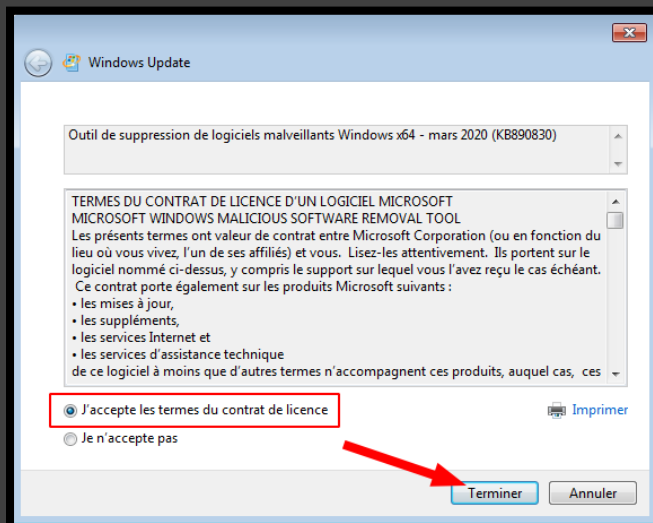 Windows Update
Outil de suppression de logiciels malveillants Windows x64 - mars 2020 (KB890830)
TERMES DU CONTRAT DE LICENCE D'UN LOGICIEL MICROSOFT
MICROSOFT WINDOWS MALICIOUS SOFTWARE REMOVAL TOOL
Les présents termes ont valeur de contrat entre Microsoft Corporation (ou en fonction du
lieu où vous vivez, l'un de ses affiliés) et vous.  Lisez-les attentivement.  Ils portent sur le
logiciel nommé ci-dessus, y compris le support sur lequel vous l'avez reçu le cas échéant.
Ce contrat porte également sur les produits Microsoft suivants :
• les mises à jour,
• les suppléments,
• les services Internet et
• les services d'assistance technique
de ce logiciel à moins que d'autres termes n'accompagnent ces produits, auquel cas,  ces
J'accepte les termes du contrat de licence
Imprimer
Je n'accepte pas
Terminer
Annuler